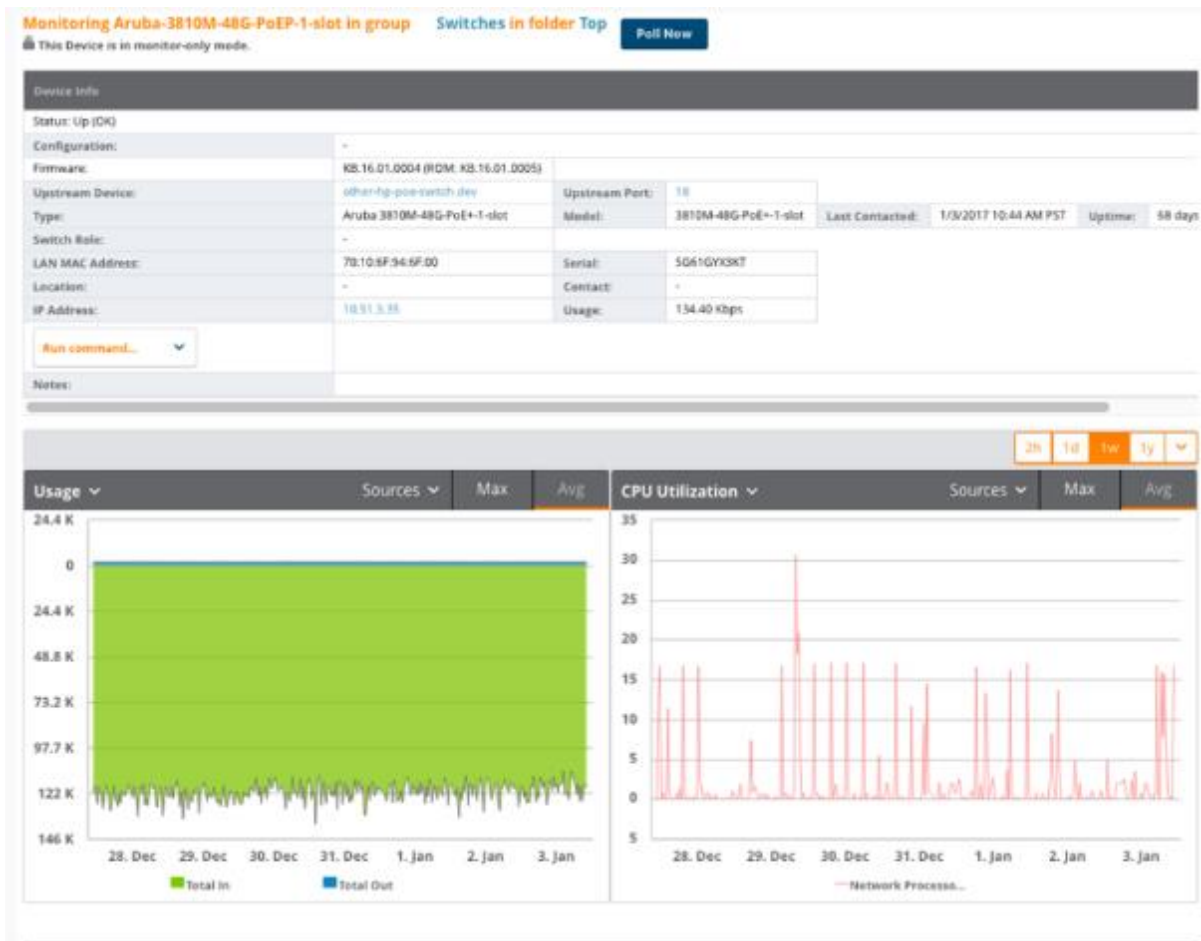 Monitoring Aruba-3810M-48G-PoEP-1-slot in group Switches in folder Top Poll Now
This Device is in monitor-only mode.
Device Info
Status: Up (OK)
Configuration: -
Firmware: KB.16.01.0004 (ROM: KB.16.01.0005)
Upstream Device: other-hp-poe-switch.dev Upstream Port: 18
Type: Aruba 3810M-48G-PoE+-1-slot Model: 3810M-48G-PoE+-1-slot Last Contacted: 1/3/2017 10:44 AM PST Uptime: 58 days
Switch Role: -
LAN MAC Address: 70:10:6F:94:6F:00 Serial: SG61GYX3KT
Location: - Contact: -
IP Address: 10.51.3.35 Usage: 134.40 Kbps
Run command...
Notes:
2h 1d 1w 1y
Usage Sources Max Avg CPU Utilization Sources Max Avg
24.4 K
0
24.4 K
48.8 K
73.2 K
97.7 K
122 K
146 K
28. Dec 29. Dec 30. Dec 31. Dec 1. Jan 2. Jan 3. Jan
Total In Total Out
35
30
25
20
15
10
5
0
5
28. Dec 29. Dec 30. Dec 31. Dec 1. Jan 2. Jan 3. Jan
Network Processo...